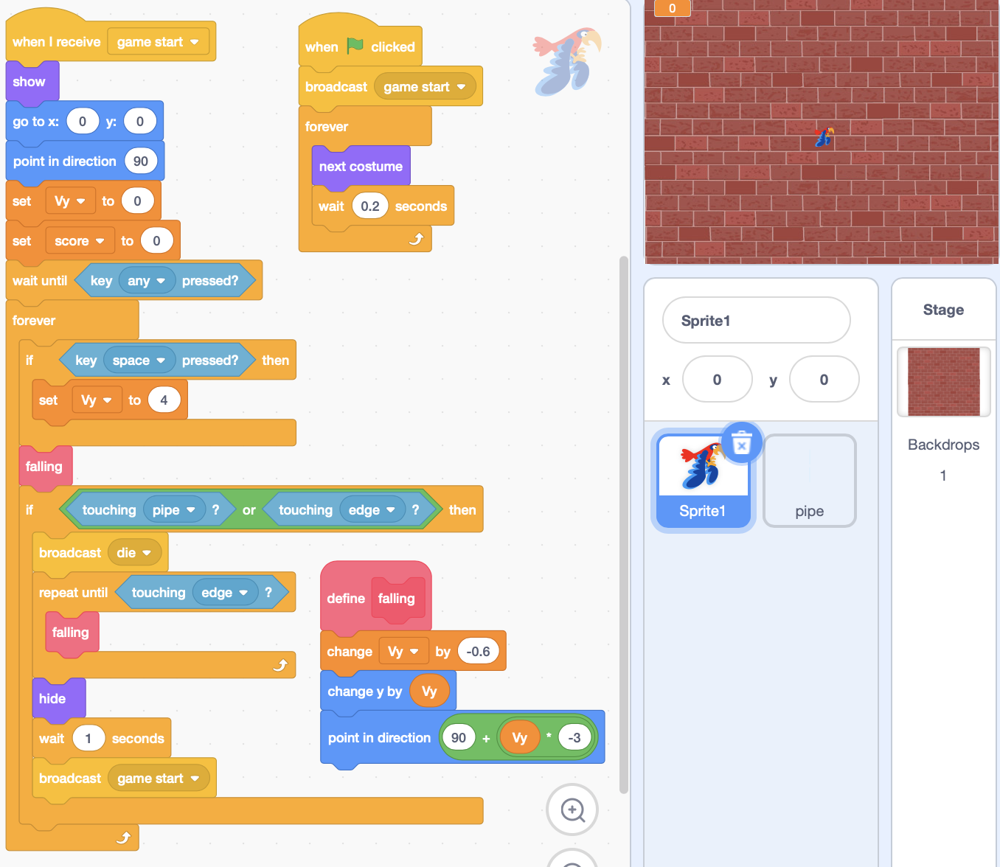 when I receive game start
show
go to x: 0 y: 0
point in direction 90
set Vy to 0
set score to 0
wait until key any pressed?
forever
if key space pressed? then
set Vy to 4
falling
if touching pipe ? or touching edge ? then
broadcast die
repeat until touching edge ?
falling
hide
wait 1 seconds
broadcast game start
when clicked
broadcast game start
forever
next costume
wait 0.2 seconds
define falling
change Vy by -0.6
change y by Vy
point in direction 90 + Vy * -3
0
Sprite1
x 0 y 0
Sprite1
pipe
Stage
Backdrops
1